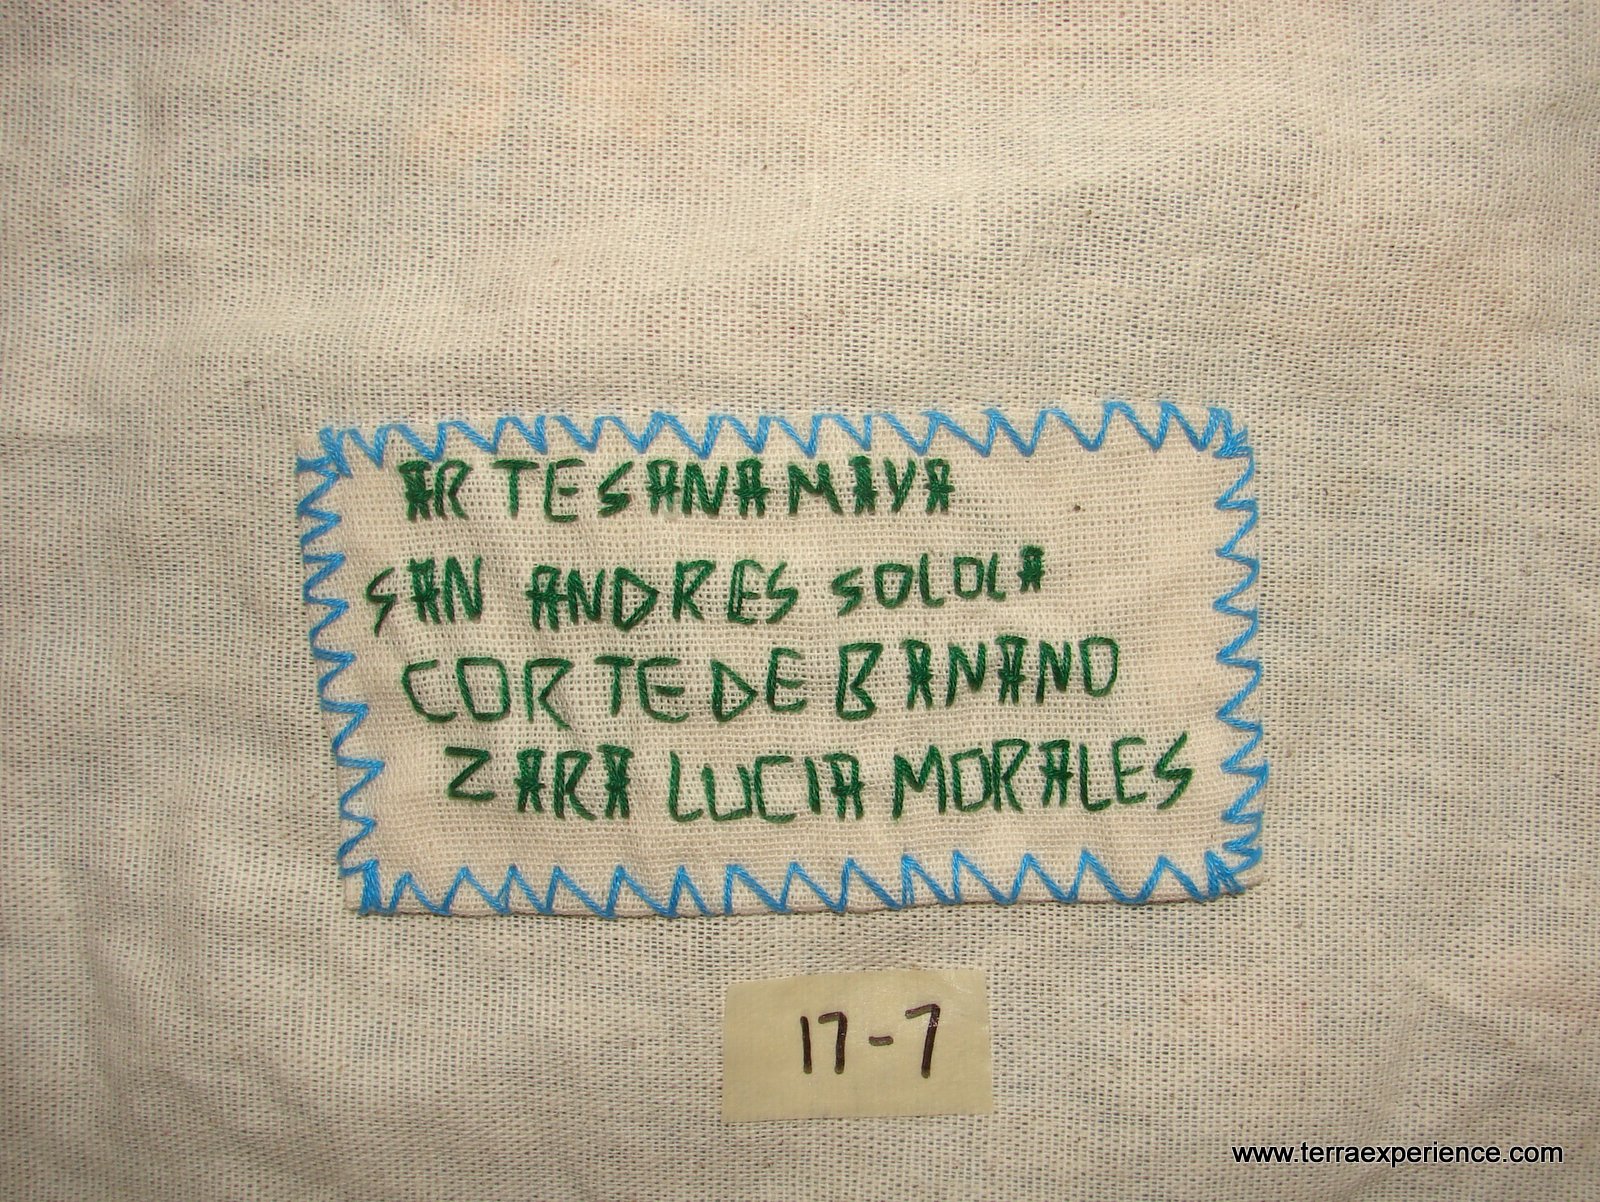 ARTESANA MAYA
SAN ANDRES SOLOLA
CORTE DE BANANO
ZARA LUCIA MORALES
17-7
www.terraexperience.com